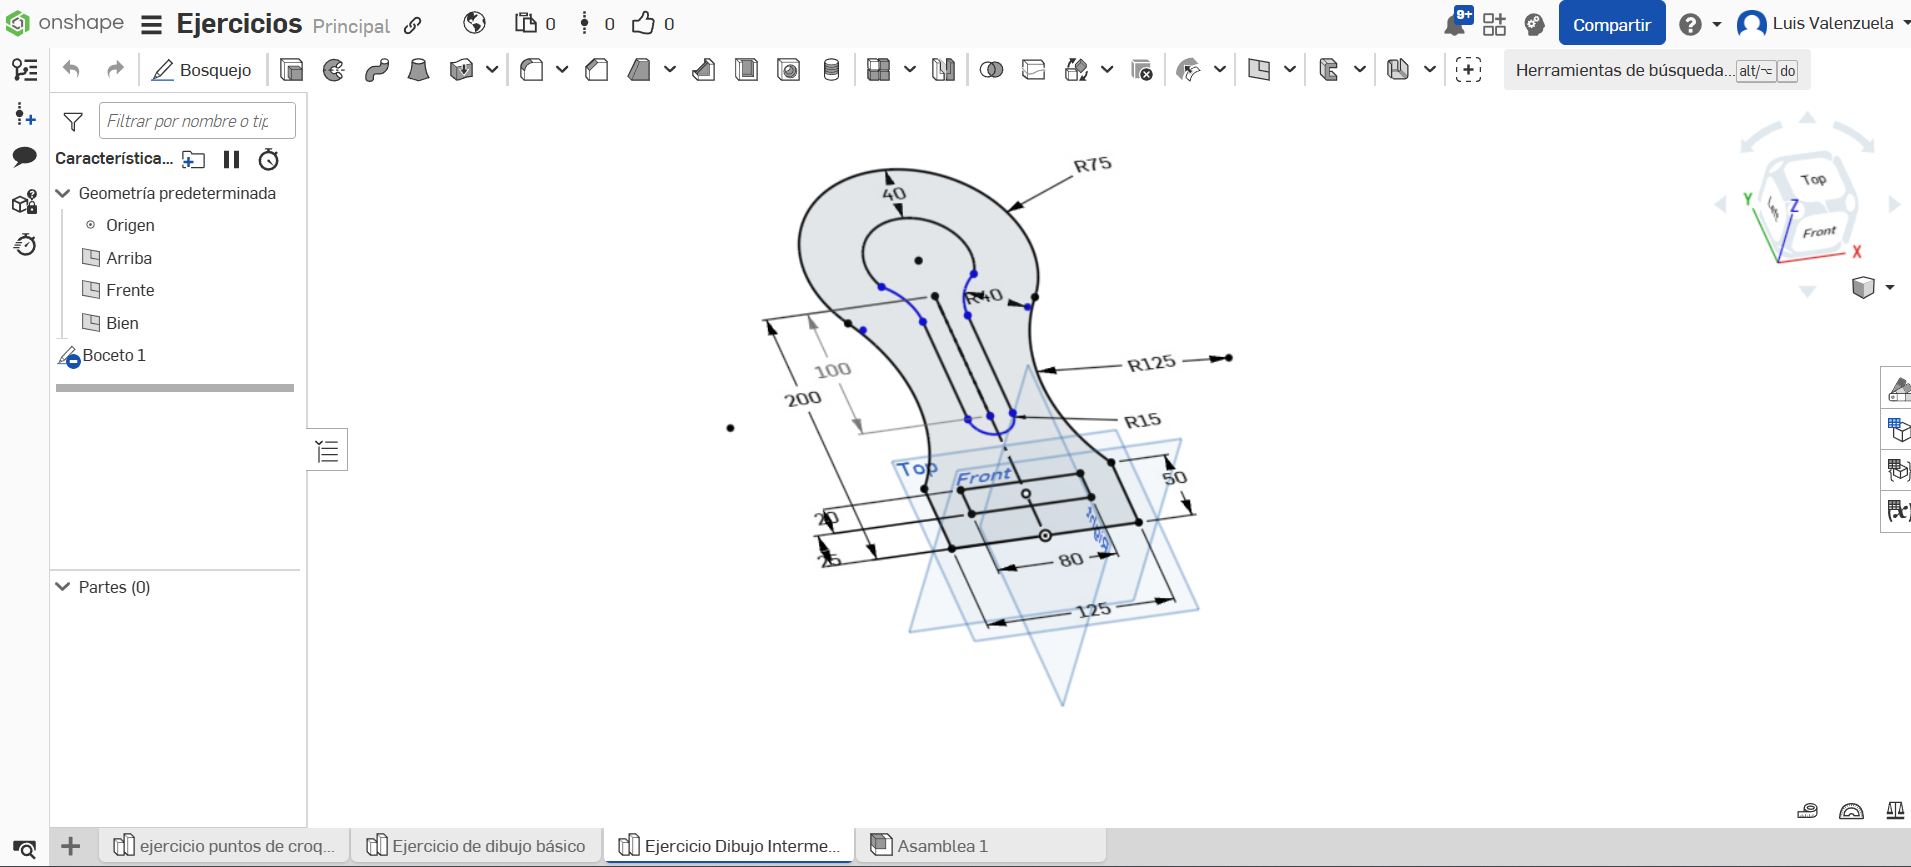 onshape
Ejercicios Principal
0
0
0
9+
Compartir
Luis Valenzuela
Bosquejo
Herramientas de búsqueda... alt/⌥ do
Filtrar por nombre o tip
Característica...
Geometría predeterminada
Origen
Arriba
Frente
Bien
Boceto 1
Partes (0)
R75
40
R40
100
200
R125
R15
Top
Front
50
20
25
80
125
Top
Left
Front
Y
Z
X
(x)
ejercicio puntos de croq...
Ejercicio de dibujo básico
Ejercicio Dibujo Interme...
Asamblea 1